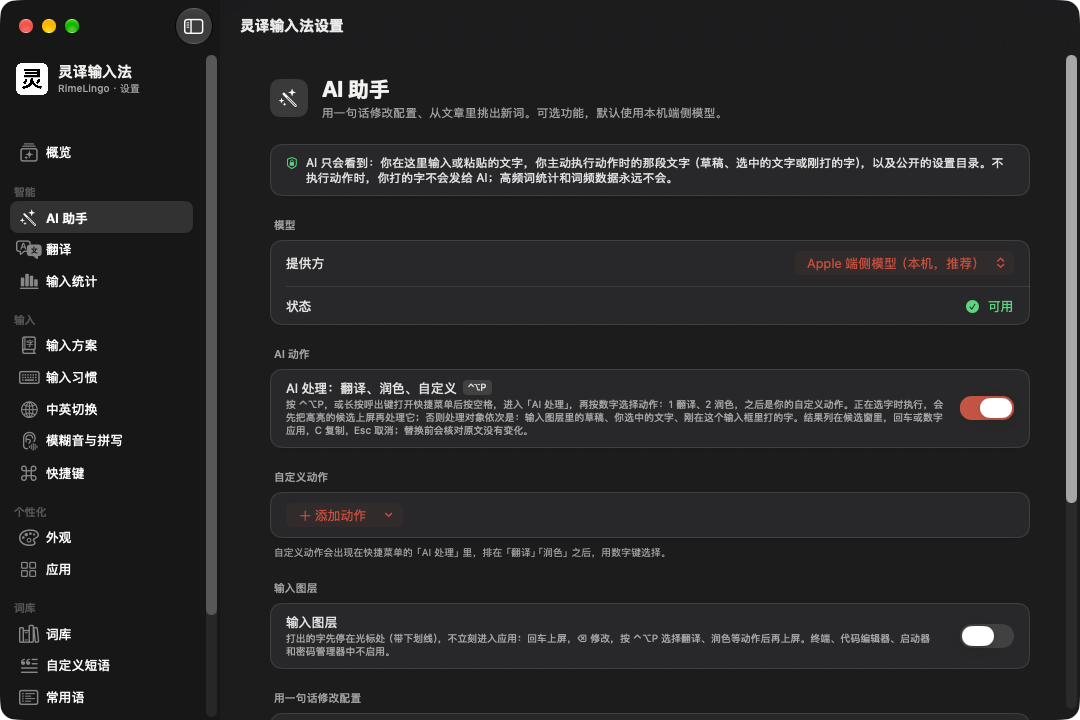 灵译输入法设置
灵
灵译输入法
RimeLingo · 设置
概览
智能
AI 助手
翻译
输入统计
输入
输入方案
输入习惯
中英切换
模糊音与拼写
快捷键
个性化
外观
应用
词库
词库
自定义短语
常用语
AI 助手
用一句话修改配置、从文章里挑出新词。可选功能，默认使用本机端侧模型。
AI 只会看到：你在这里输入或粘贴的文字，你主动执行动作时的那段文字（草稿、选中的文字或刚打的字），以及公开的设置目录。不
执行动作时，你打的字不会发给 AI；高频词统计和词频数据永远不会。
模型
提供方
Apple 端侧模型（本机，推荐）
状态
可用
AI 动作
AI 处理：翻译、润色、自定义 ⌃⌥P
按 ⌃⌥P，或长按呼出键打开快捷菜单后按空格，进入「AI 处理」，再按数字选择动作：1 翻译、2 润色，之后是你的自定义动作。正在选字时执行，会
先把高亮的候选上屏再处理它；否则处理对象依次是：输入图层里的草稿、你选中的文字、刚在这个输入框里打的字。结果列在候选窗里，回车或数字
应用，C 复制，Esc 取消；替换前会核对原文没有变化。
自定义动作
＋ 添加动作
自定义动作会出现在快捷菜单的「AI 处理」里，排在「翻译」「润色」之后，用数字键选择。
输入图层
输入图层
打出的字先停在光标处（带下划线），不立刻进入应用：回车上屏，⌫ 修改，按 ⌃⌥P 选择翻译、润色等动作后再上屏。终端、代码编辑器、启动器
和密码管理器中不启用。
用一句话修改配置